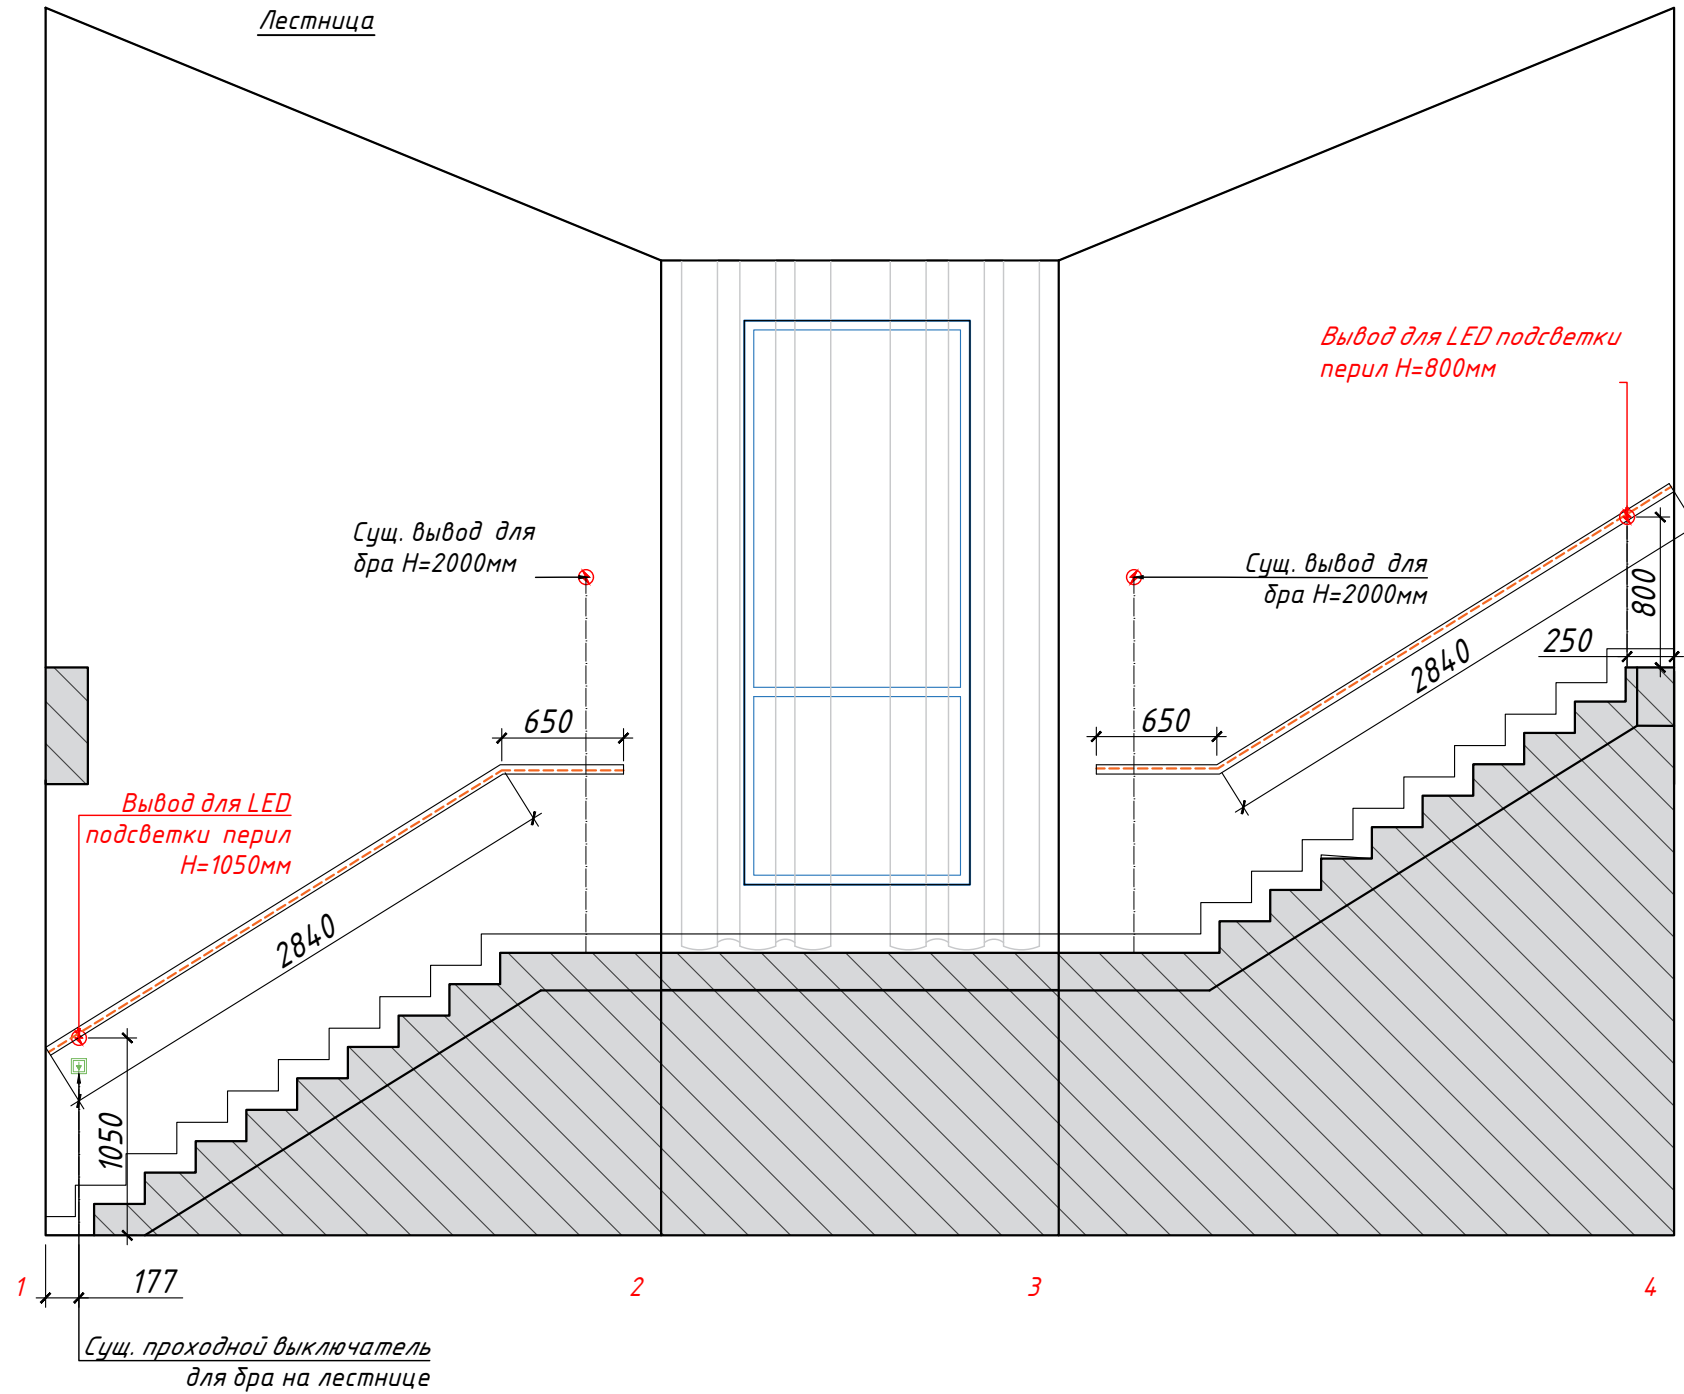 Лестница
Вывод для LED подсветки
перил H=800мм
Сущ. вывод для
бра H=2000мм
Сущ. вывод для
бра H=2000мм
800
250
2840
650
650
Вывод для LED
подсветки перил
H=1050мм
2840
1050
1
177
2
3
4
Сущ. проходной выключатель
для бра на лестнице